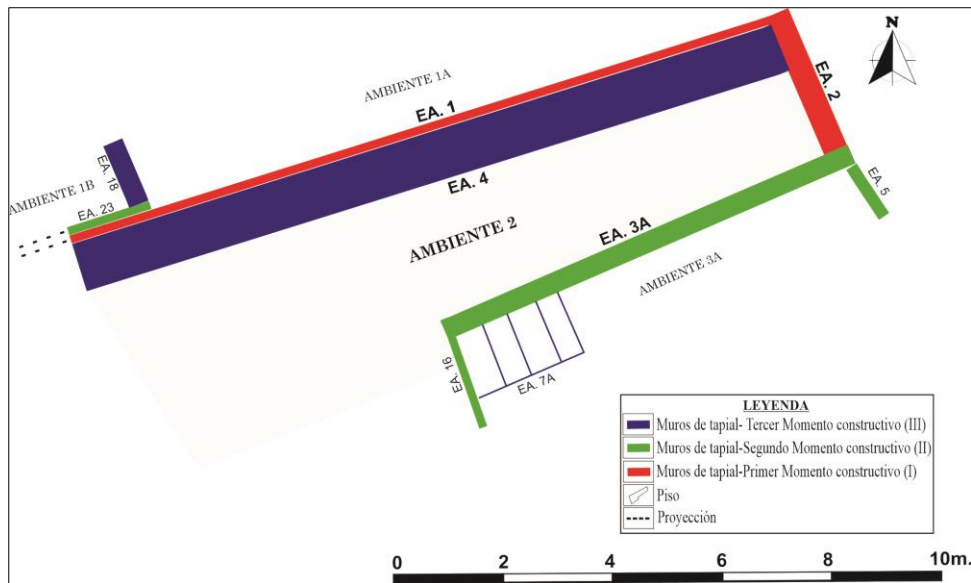 N
AMBIENTE 1A
EA. 1
EA. 2
EA. 18
AMBIENTE 1B
EA. 23
EA. 4
EA. 5
AMBIENTE 2
EA. 3A
AMBIENTE 3A
EA. 16
EA. 7A
LEYENDA
Muros de tapial- Tercer Momento constructivo (III)
Muros de tapial-Segundo Momento constructivo (II)
Muros de tapial-Primer Momento constructivo (I)
Piso
Proyección
0 2 4 6 8 10m.